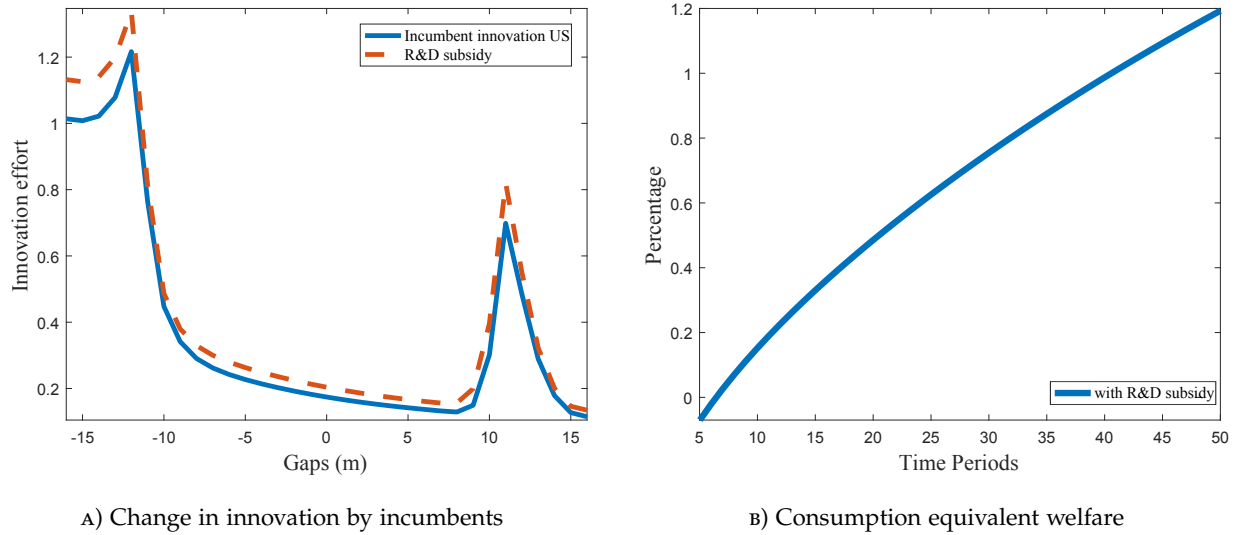 Incumbent innovation US
R&D subsidy
Innovation effort
1.2
1
0.8
0.6
0.4
0.2
-15 -10 -5 0 5 10 15
Gaps (m)
A) Change in innovation by incumbents
Percentage
1.2
1
0.8
0.6
0.4
0.2
0
with R&D subsidy
5 10 15 20 25 30 35 40 45 50
Time Periods
B) Consumption equivalent welfare